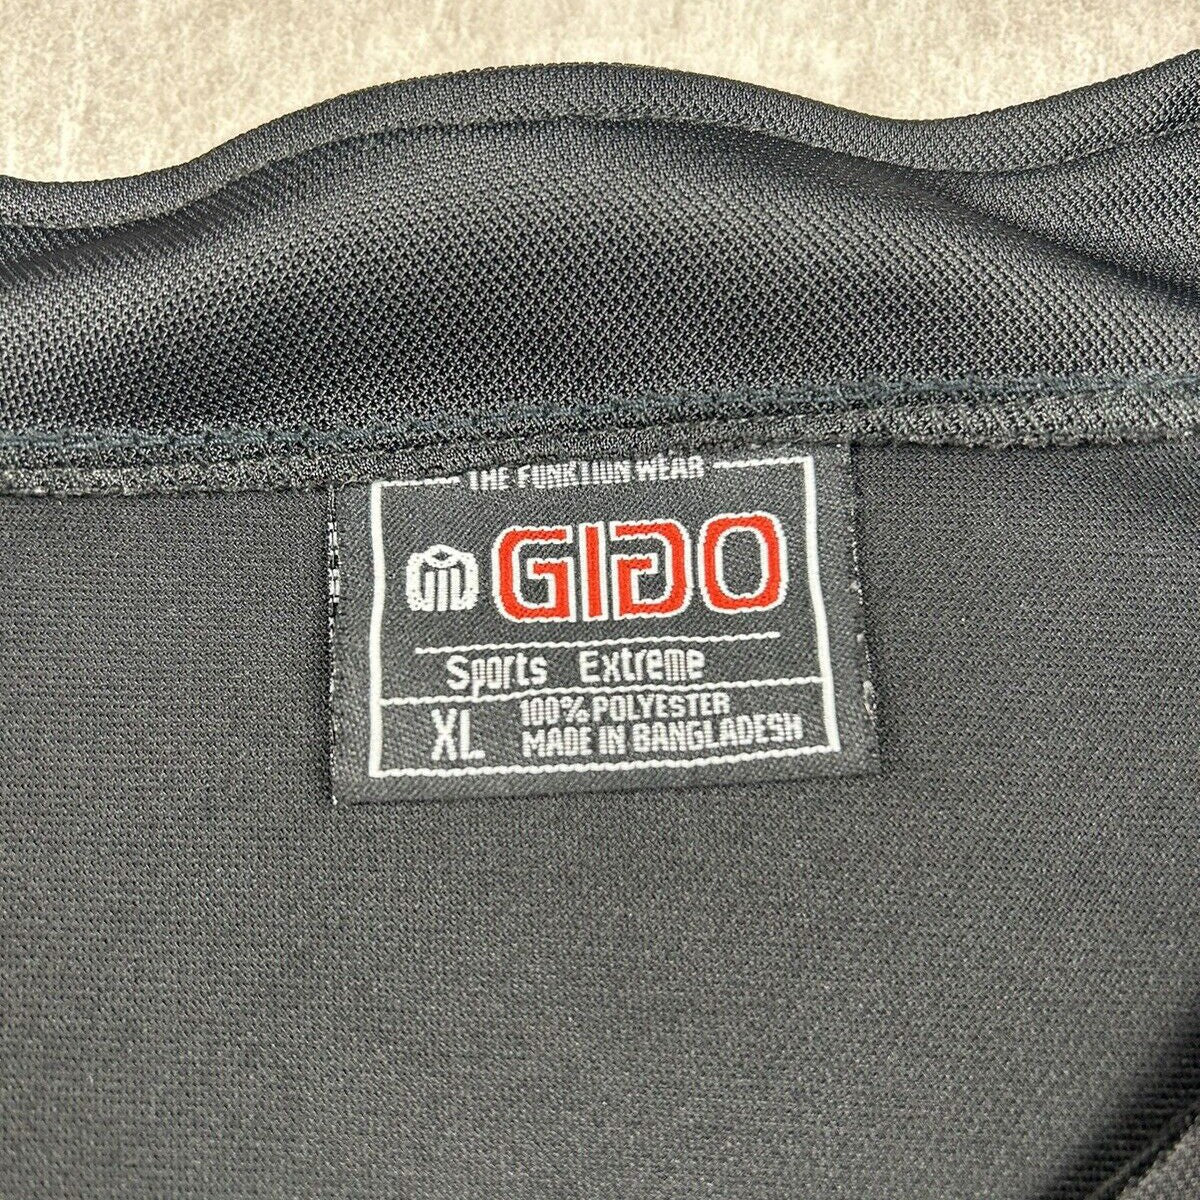 THE FUNKTION WEAR
GIGO
Sports Extreme
XL
100% POLYESTER
MADE IN BANGLADESH